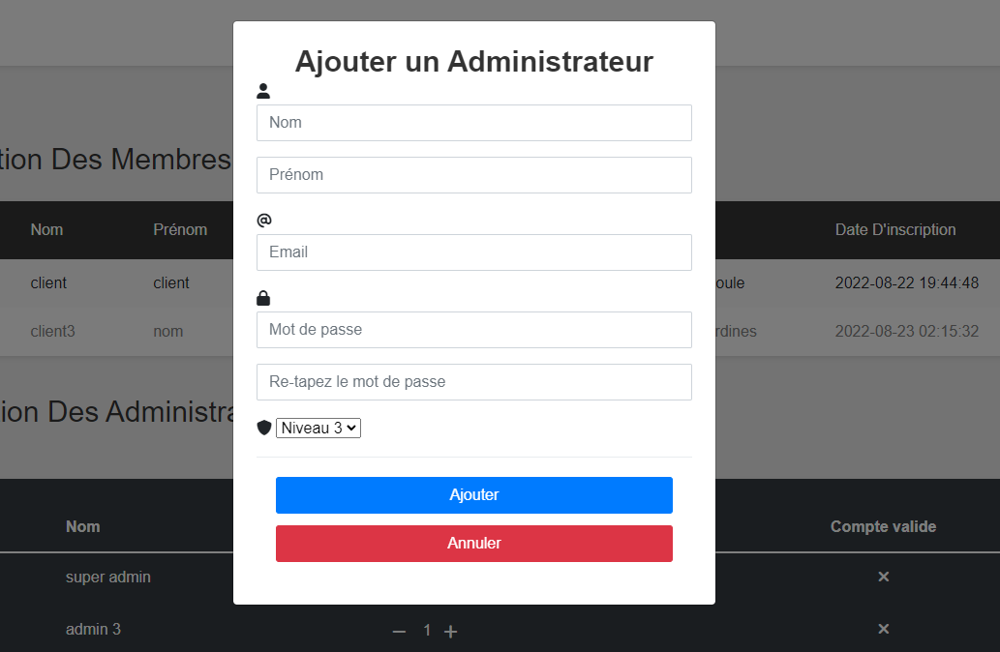 Ajouter un Administrateur
Nom
Prénom
Email
Mot de passe
Re-tapez le mot de passe
Niveau 3
Ajouter
Annuler
tion Des Membres
Nom Prénom Date D'inscription
client client oule 2022-08-22 19:44:48
client3 nom rdines 2022-08-23 02:15:32
ion Des Administra
Nom Compte valide
super admin
admin 3 1